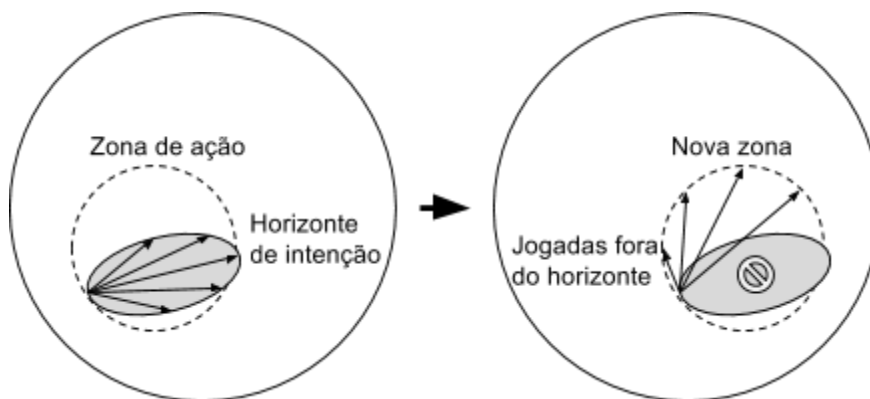 Zona de ação
Horizonte
de intenção
Nova zona
Jogadas fora
do horizonte